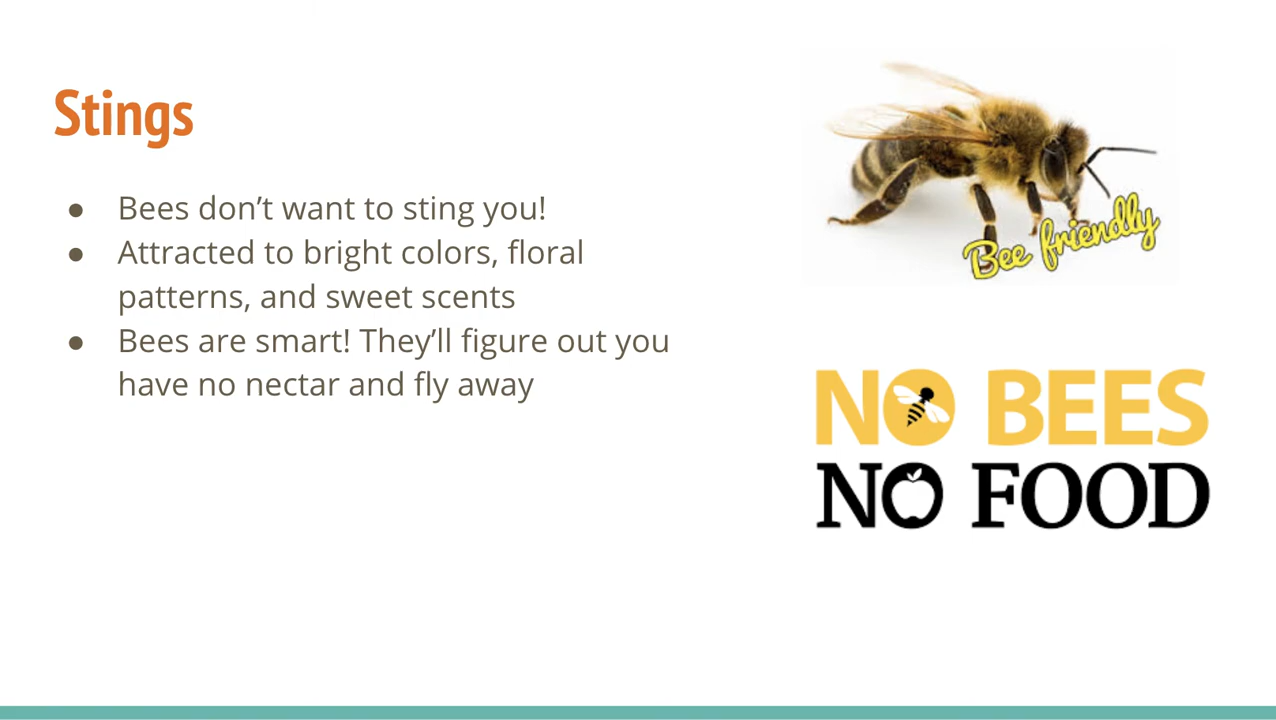 Stings
● Bees don’t want to sting you!
● Attracted to bright colors, floral
patterns, and sweet scents
● Bees are smart! They’ll figure out you
have no nectar and fly away
Bee friendly
NO BEES
NO FOOD